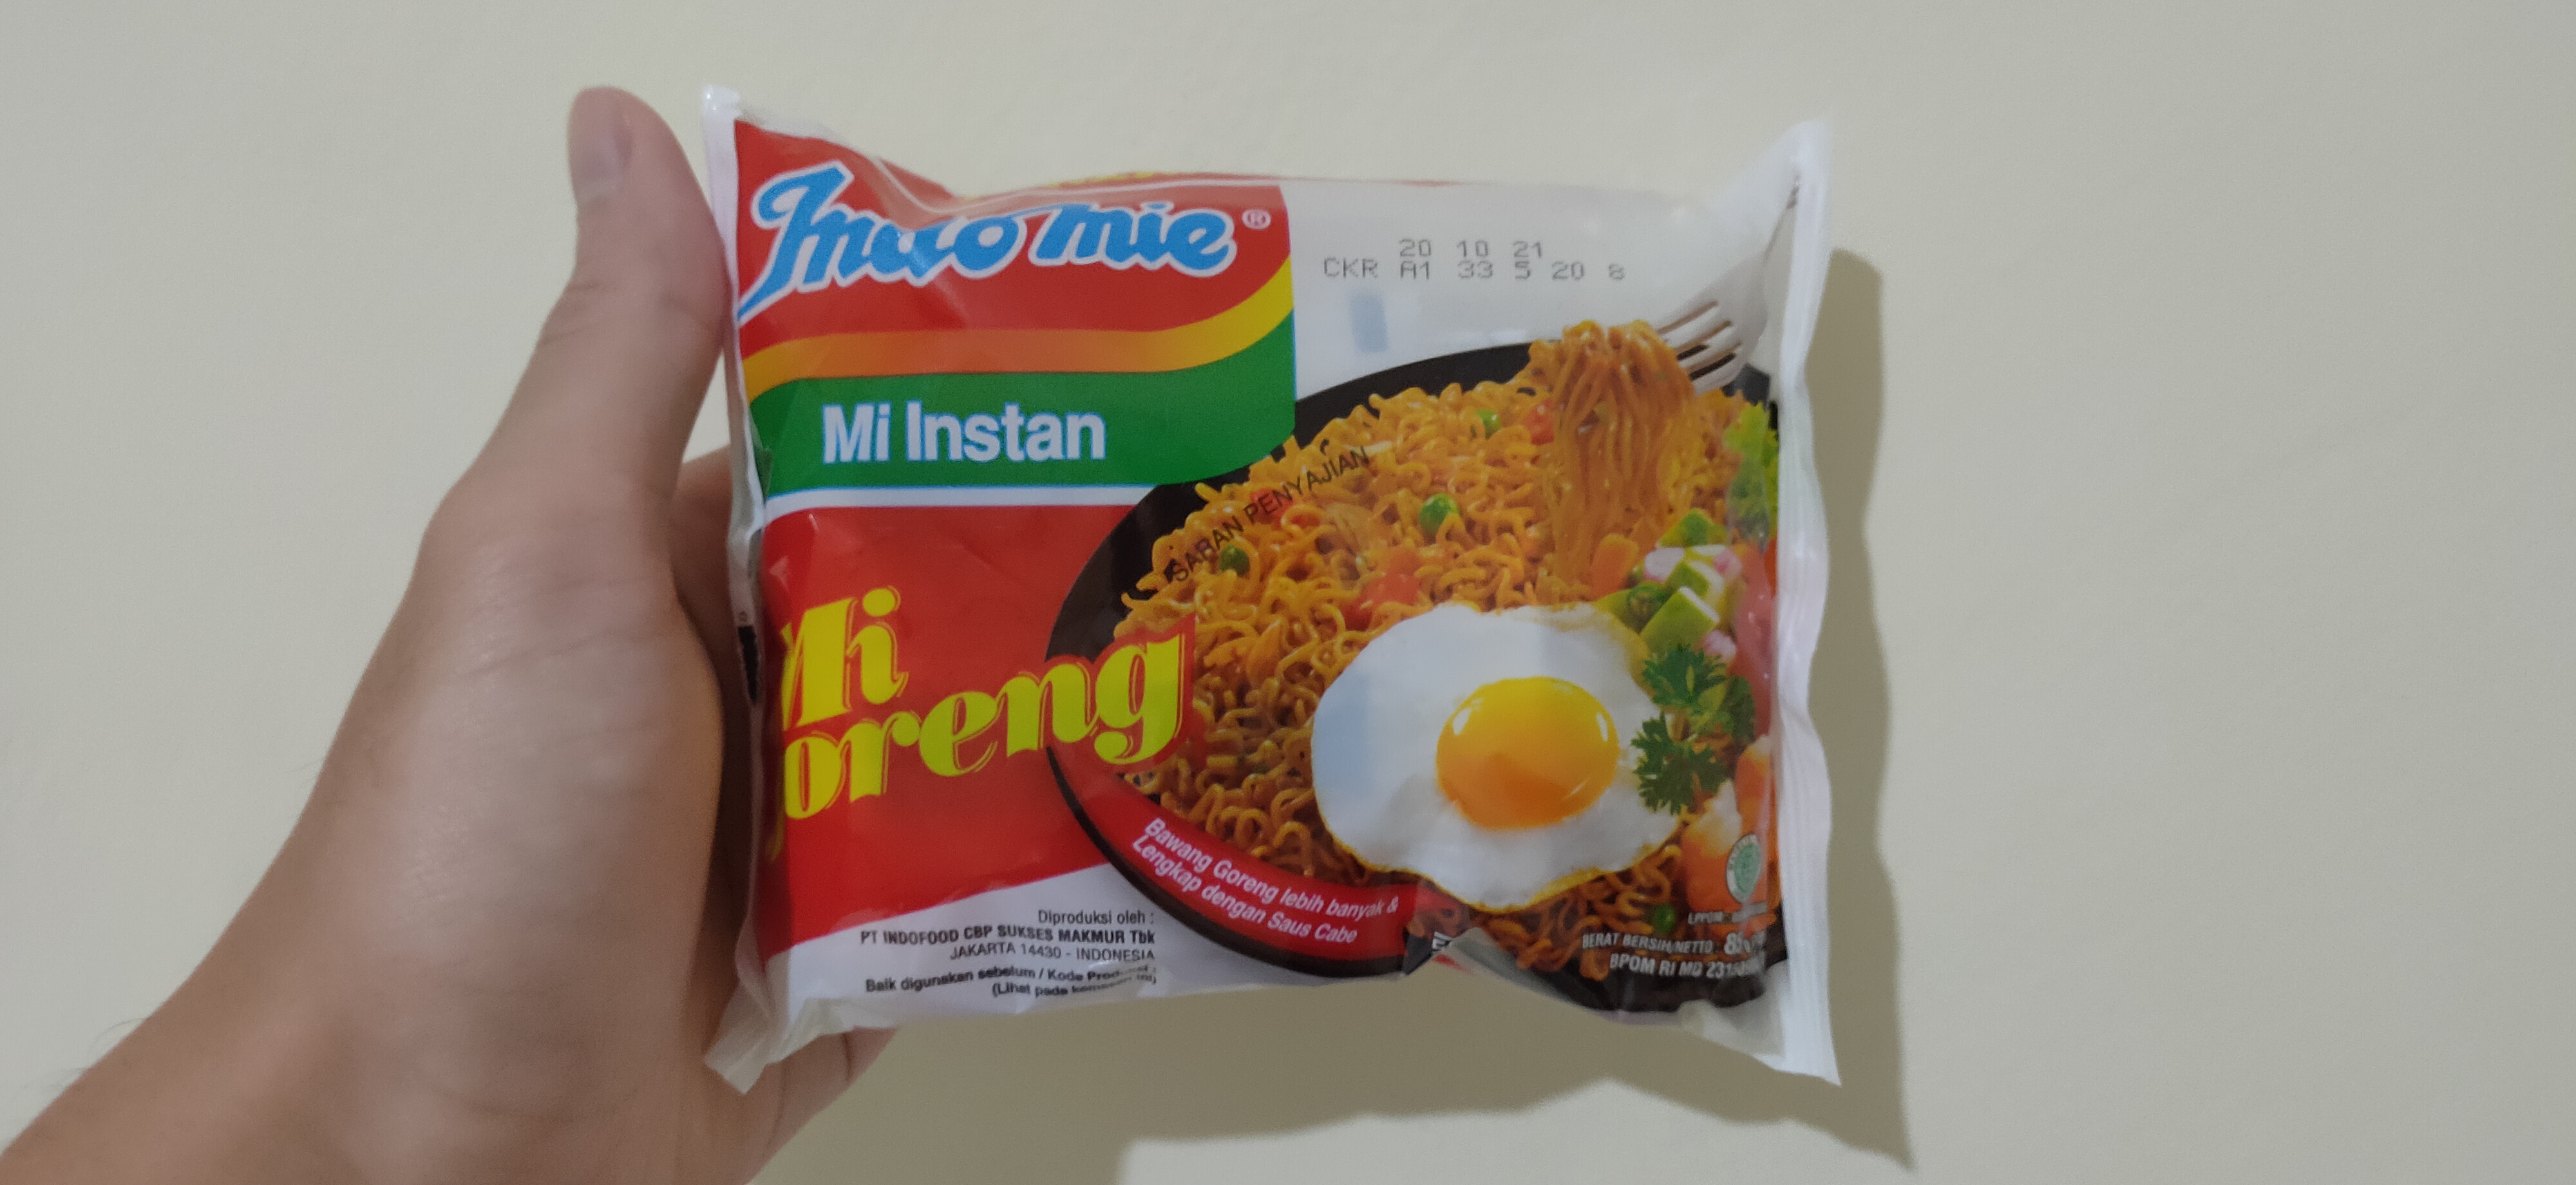 Indomie®
20 10 21
CKR A1 33 5 20 8
Mi Instan
SARAN PENYAJIAN
Mi
goreng
Bawang Goreng lebih banyak &
Lengkap dengan Saus Cabe
Diproduksi oleh :
PT INDOFOOD CBP SUKSES MAKMUR Tbk
JAKARTA 14430 - INDONESIA
Baik digunakan sebelum / Kode
(Lihat pada
BERAT BERSIH/NETTO :
BPOM RI MD